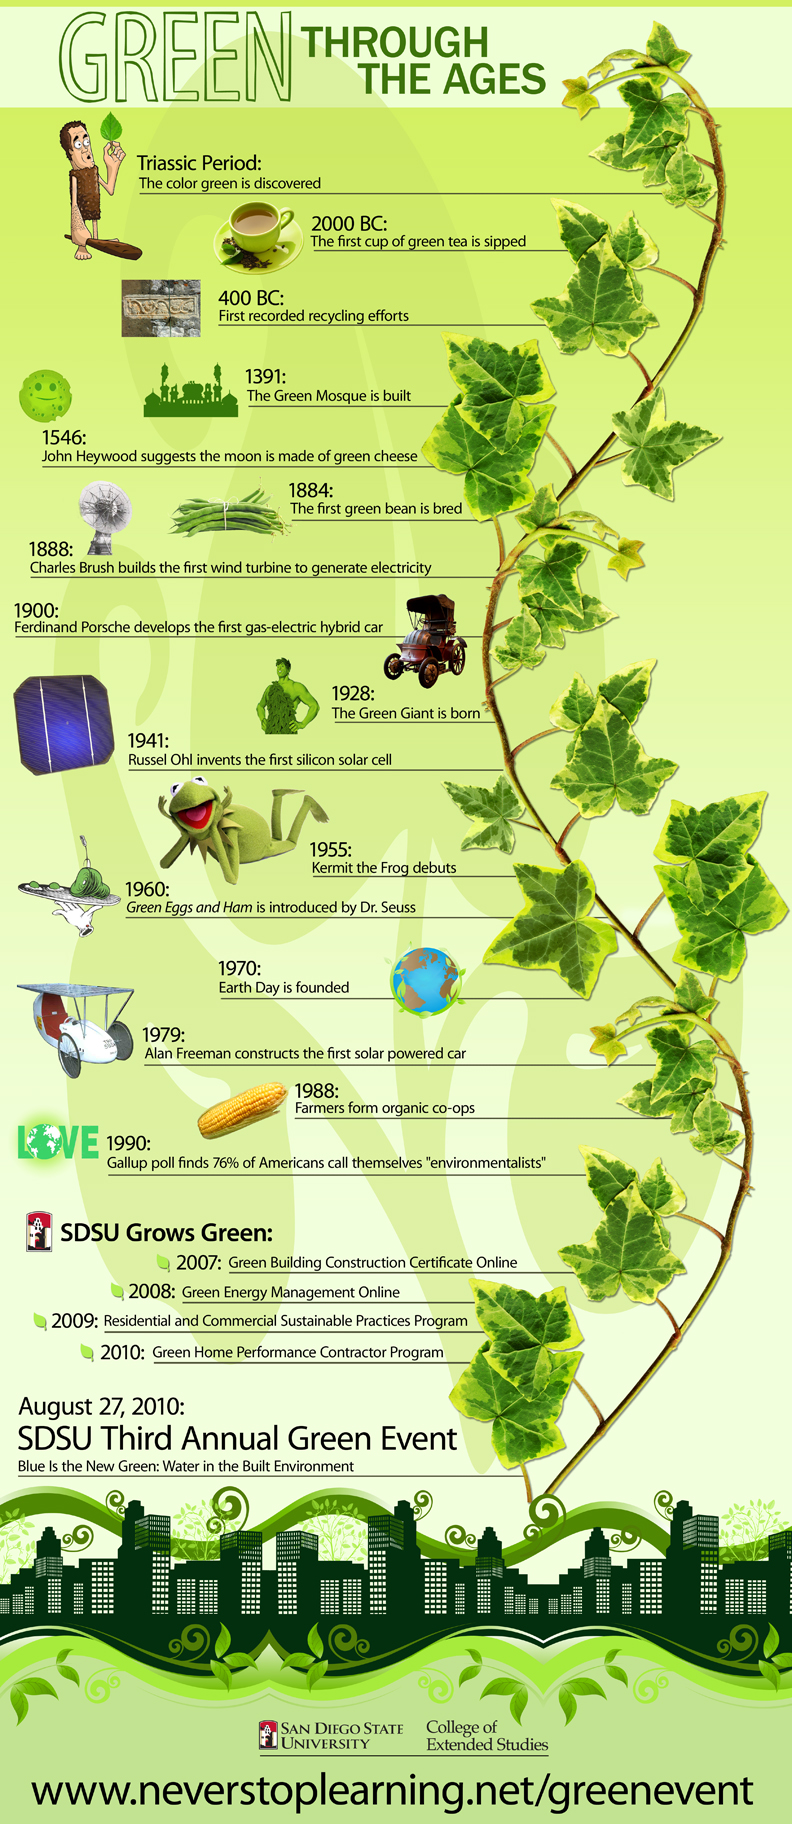 GREEN THROUGH
THE AGES
Triassic Period:
The color green is discovered
2000 BC:
The first cup of green tea is sipped
400 BC:
First recorded recycling efforts
1391:
The Green Mosque is built
1546:
John Heywood suggests the moon is made of green cheese
1884:
The first green bean is bred
1888:
Charles Brush builds the first wind turbine to generate electricity
1900:
Ferdinand Porsche develops the first gas-electric hybrid car
1928:
The Green Giant is born
1941:
Russel Ohl invents the first silicon solar cell
1955:
Kermit the Frog debuts
1960:
Green Eggs and Ham is introduced by Dr. Seuss
1970:
Earth Day is founded
1979:
Alan Freeman constructs the first solar powered car
1988:
Farmers form organic co-ops
LOVE
1990:
Gallup poll finds 76% of Americans call themselves "environmentalists"
SDSU Grows Green:
2007: Green Building Construction Certificate Online
2008: Green Energy Management Online
2009: Residential and Commercial Sustainable Practices Program
2010: Green Home Performance Contractor Program
August 27, 2010:
SDSU Third Annual Green Event
Blue Is the New Green: Water in the Built Environment
SAN DIEGO STATE
UNIVERSITY
College of
Extended Studies
www.neverstoplearning.net/greenevent